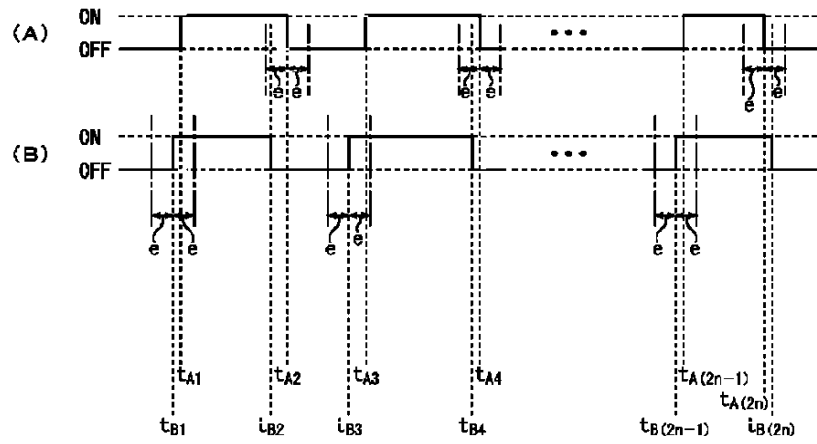 (A) ON
OFF
e e e e e e
(B) ON
OFF
e e e e e e
tA1 tA2 tA3 tA4 tA(2n-1)
tA(2n)
tB1 iB2 iB3 tB4 tB(2n-1) iB(2n)